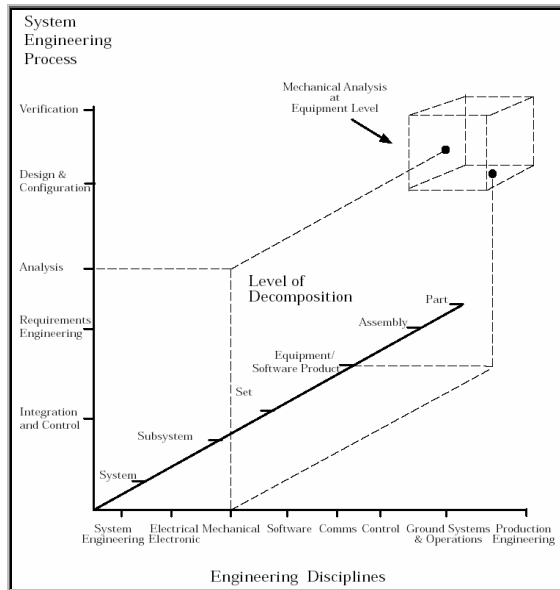 System
Engineering
Process
Mechanical Analysis
at
Equipment Level
Verification
Design &
Configuration
Analysis
Level of
Decomposition
Part
Requirements
Engineering
Assembly
Equipment/
Software Product
Set
Integration
and Control
Subsystem
System
System
Engineering
Electrical
Electronic
Mechanical
Software
Comms
Control
Ground Systems
& Operations
Production
Engineering
Engineering Disciplines